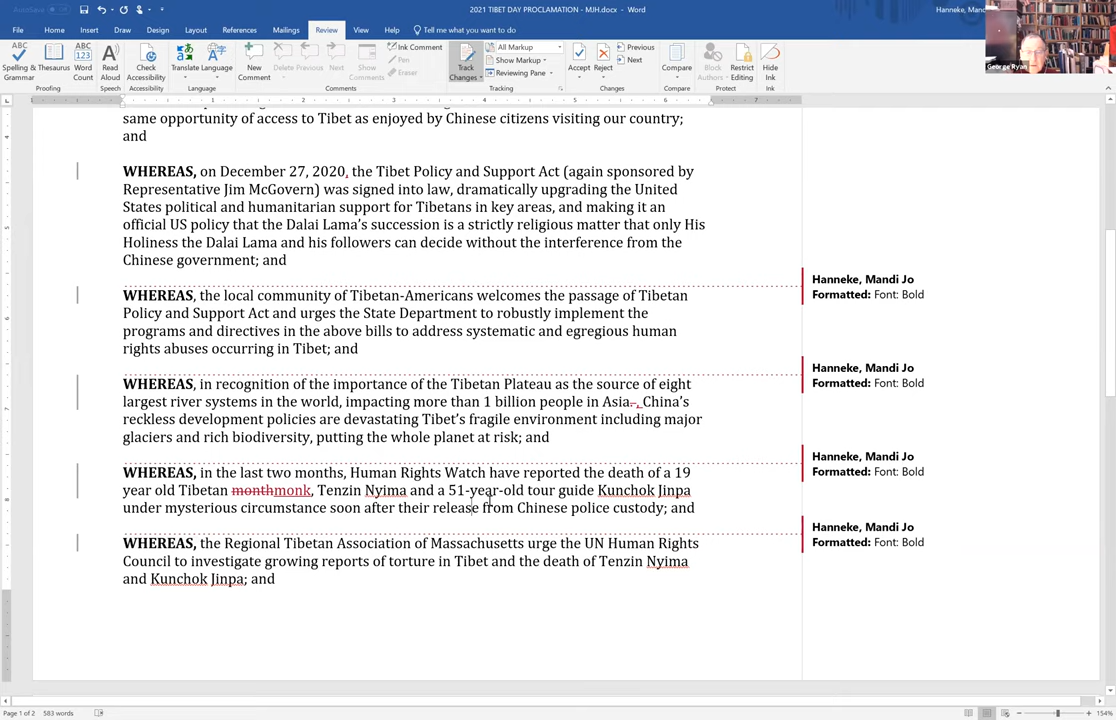 AutoSave
2021 TIBET DAY PROCLAMATION - MJH.docx - Word
Hanneke, Mandi Jo
File Home Insert Draw Design Layout References Mailings Review View Help Tell me what you want to do
Spelling & Grammar
Thesaurus
Word Count
Read Aloud
Check Accessibility
Translate
Language
New Comment
Delete
Previous
Next
Show Comments
Ink Comment
Pen
Eraser
Track Changes
All Markup
Show Markup
Reviewing Pane
Accept
Reject
Previous
Next
Compare
Block Authors
Restrict Editing
Hide Ink
Proofing Speech Accessibility Language Comments Tracking Changes Compare Protect Ink
George Ryan
same opportunity of access to Tibet as enjoyed by Chinese citizens visiting our country;
and
WHEREAS, on December 27, 2020, the Tibet Policy and Support Act (again sponsored by
Representative Jim McGovern) was signed into law, dramatically upgrading the United
States political and humanitarian support for Tibetans in key areas, and making it an
official US policy that the Dalai Lama's succession is a strictly religious matter that only His
Holiness the Dalai Lama and his followers can decide without the interference from the
Chinese government; and
WHEREAS, the local community of Tibetan-Americans welcomes the passage of Tibetan
Policy and Support Act and urges the State Department to robustly implement the
programs and directives in the above bills to address systematic and egregious human
rights abuses occurring in Tibet; and
WHEREAS, in recognition of the importance of the Tibetan Plateau as the source of eight
largest river systems in the world, impacting more than 1 billion people in Asia. , China's
reckless development policies are devastating Tibet's fragile environment including major
glaciers and rich biodiversity, putting the whole planet at risk; and
WHEREAS, in the last two months, Human Rights Watch have reported the death of a 19
year old Tibetan monthmonk, Tenzin Nyima and a 51-year-old tour guide Kunchok Jinpa
under mysterious circumstance soon after their release from Chinese police custody; and
WHEREAS, the Regional Tibetan Association of Massachusetts urge the UN Human Rights
Council to investigate growing reports of torture in Tibet and the death of Tenzin Nyima
and Kunchok Jinpa; and
Hanneke, Mandi Jo
Formatted: Font: Bold
Hanneke, Mandi Jo
Formatted: Font: Bold
Hanneke, Mandi Jo
Formatted: Font: Bold
Hanneke, Mandi Jo
Formatted: Font: Bold
Page 1 of 2 583 words
154%